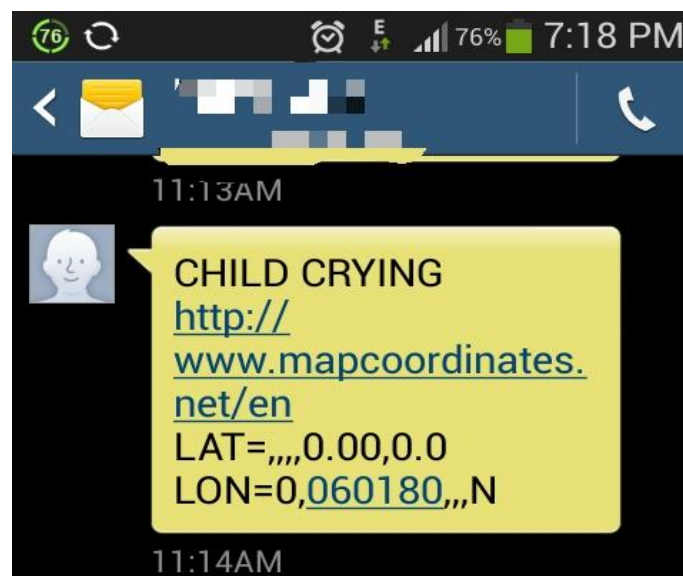 76 76% 7:18 PM
11:13AM
CHILD CRYING
http://
www.mapcoordinates.
net/en
LAT=,,,,0.00,0.0
LON=0,060180,,,N
11:14AM